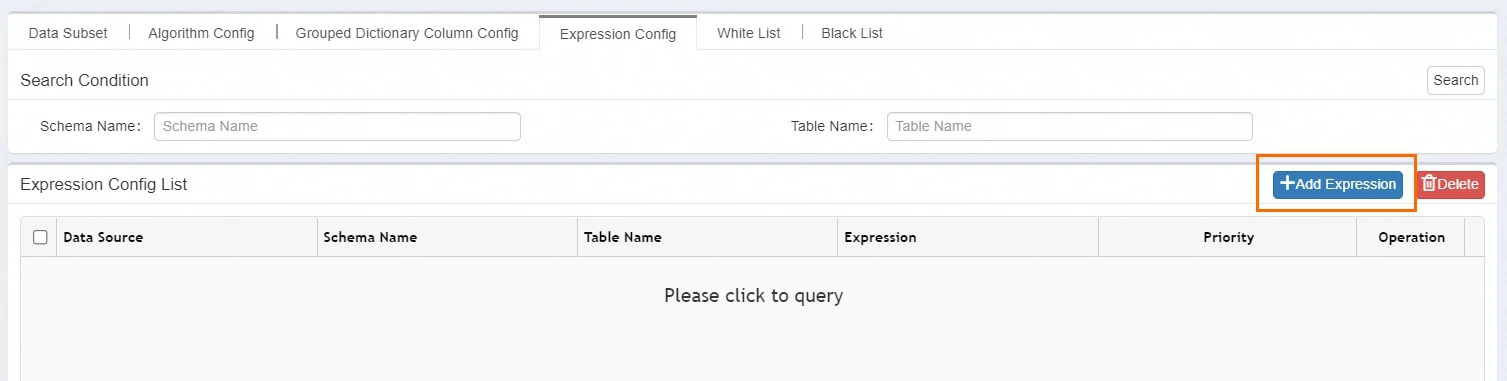 Data Subset | Algorithm Config | Grouped Dictionary Column Config Expression Config White List | Black List
Search Condition Search
Schema Name: Schema Name Table Name: Table Name
Expression Config List +Add Expression Delete
Data Source Schema Name Table Name Expression Priority Operation
Please click to query